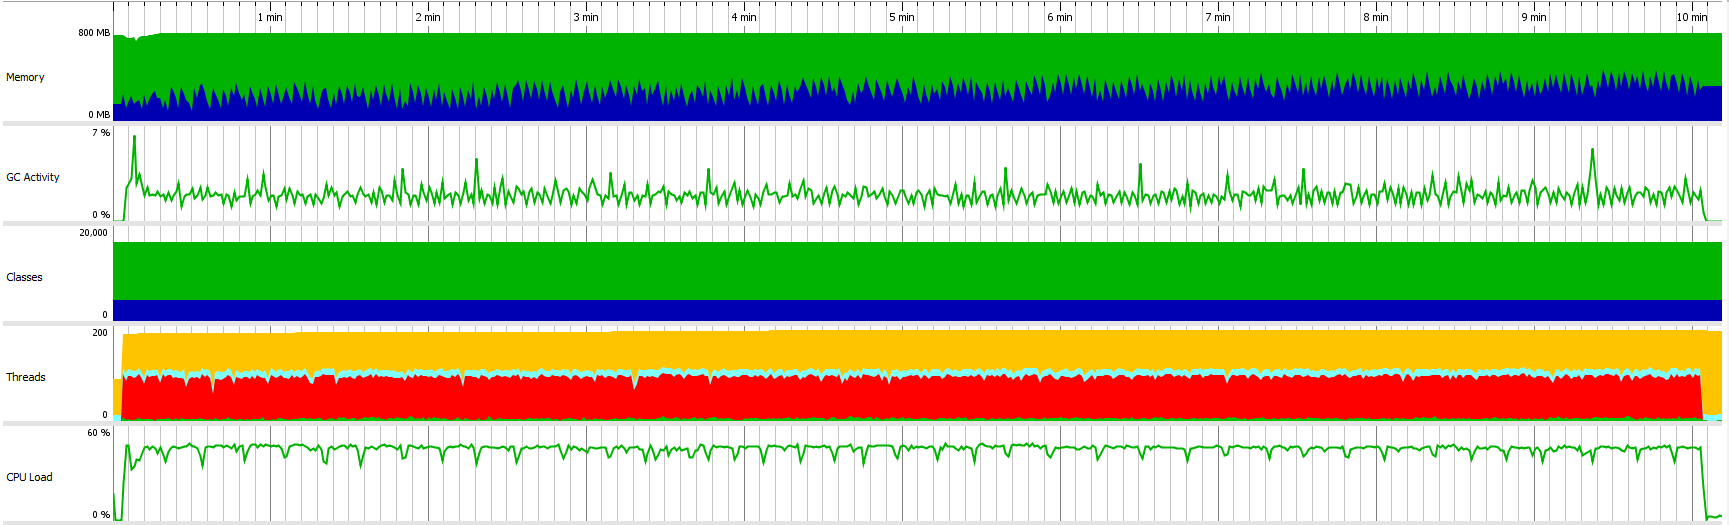 1 min 2 min 3 min 4 min 5 min 6 min 7 min 8 min 9 min 10 min
800 MB
Memory
0 MB
7 %
GC Activity
0 %
20,000
Classes
0
200
Threads
0
60 %
CPU Load
0 %